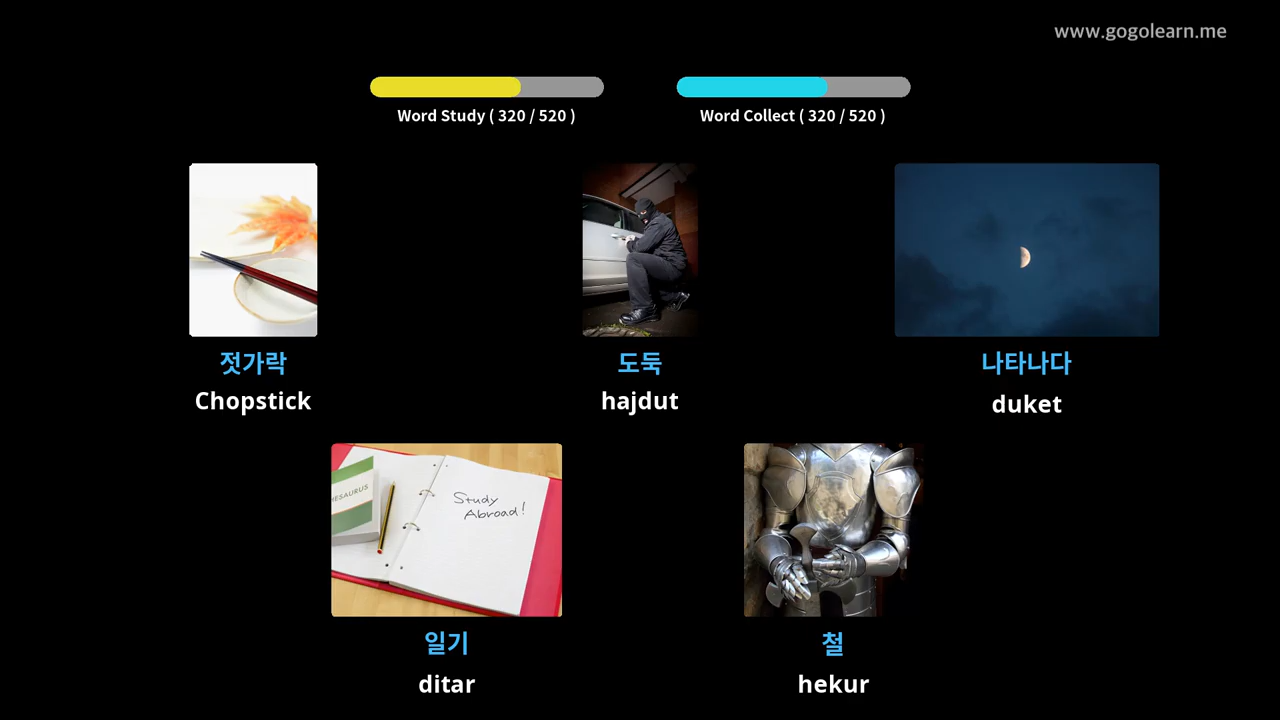 www.gogolearn.me
Word Study ( 320 / 520 )
Word Collect ( 320 / 520 )
젓가락
Chopstick
도둑
hajdut
나타나다
duket
HESAURUS
Study
Abroad!
일기
ditar
철
hekur